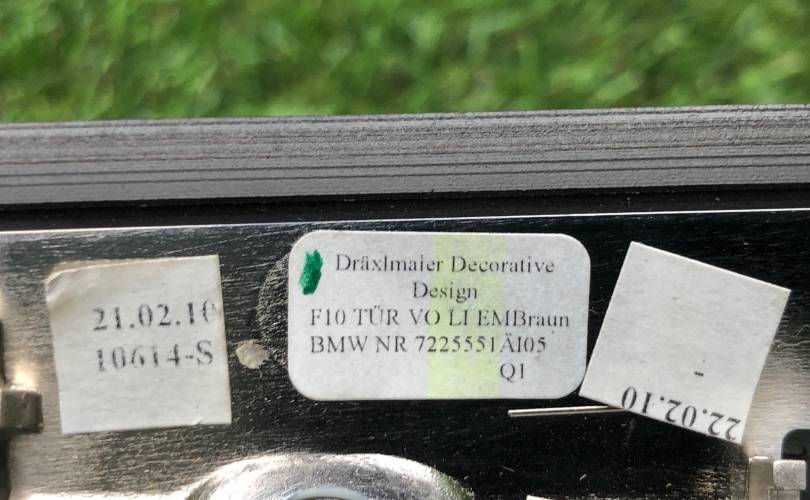 21.02.10
10614-S
Dräxlmaier Decorative
Design
F10 TÜR VO LI EMBraun
BMW NR 7225551ÄI05
Q1
-
22.02.10